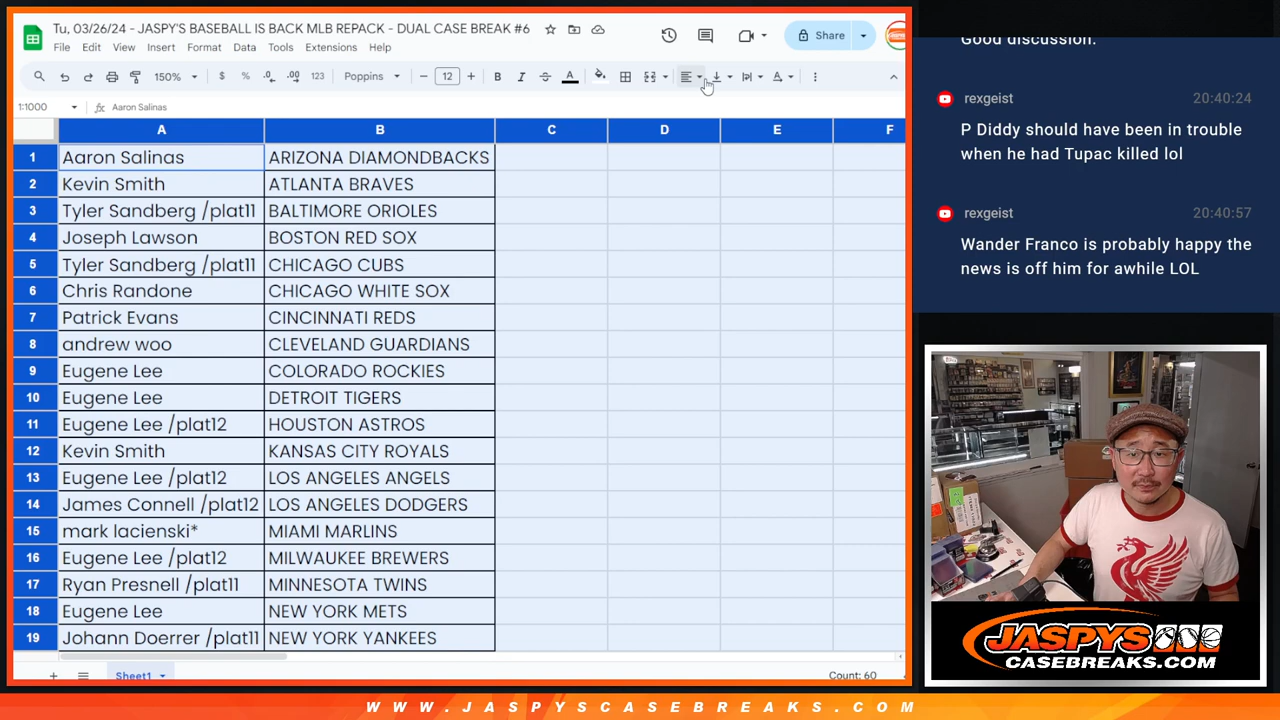 Tu, 03/26/24 - JASPY'S BASEBALL IS BACK MLB REPACK - DUAL CASE BREAK #6
Share
File Edit View Insert Format Data Tools Extensions Help
150% $ % .0 .00 123 Poppins − 12 + B I A
1:1000 fx Aaron Salinas
A B C D E F
1 Aaron Salinas ARIZONA DIAMONDBACKS
2 Kevin Smith ATLANTA BRAVES
3 Tyler Sandberg /plat11 BALTIMORE ORIOLES
4 Joseph Lawson BOSTON RED SOX
5 Tyler Sandberg /plat11 CHICAGO CUBS
6 Chris Randone CHICAGO WHITE SOX
7 Patrick Evans CINCINNATI REDS
8 andrew woo CLEVELAND GUARDIANS
9 Eugene Lee COLORADO ROCKIES
10 Eugene Lee DETROIT TIGERS
11 Eugene Lee /plat12 HOUSTON ASTROS
12 Kevin Smith KANSAS CITY ROYALS
13 Eugene Lee /plat12 LOS ANGELES ANGELS
14 James Connell /plat12 LOS ANGELES DODGERS
15 mark lacienski* MIAMI MARLINS
16 Eugene Lee /plat12 MILWAUKEE BREWERS
17 Ryan Presnell /plat11 MINNESOTA TWINS
18 Eugene Lee NEW YORK METS
19 Johann Doerrer /plat11 NEW YORK YANKEES
Sheet1
Count: 60
Good discussion.
rexgeist 20:40:24
P Diddy should have been in trouble
when he had Tupac killed lol
rexgeist 20:40:57
Wander Franco is probably happy the
news is off him for awhile LOL
JASPYS
CASEBREAKS.COM
WWW.JASPYSCASEBREAKS.COM